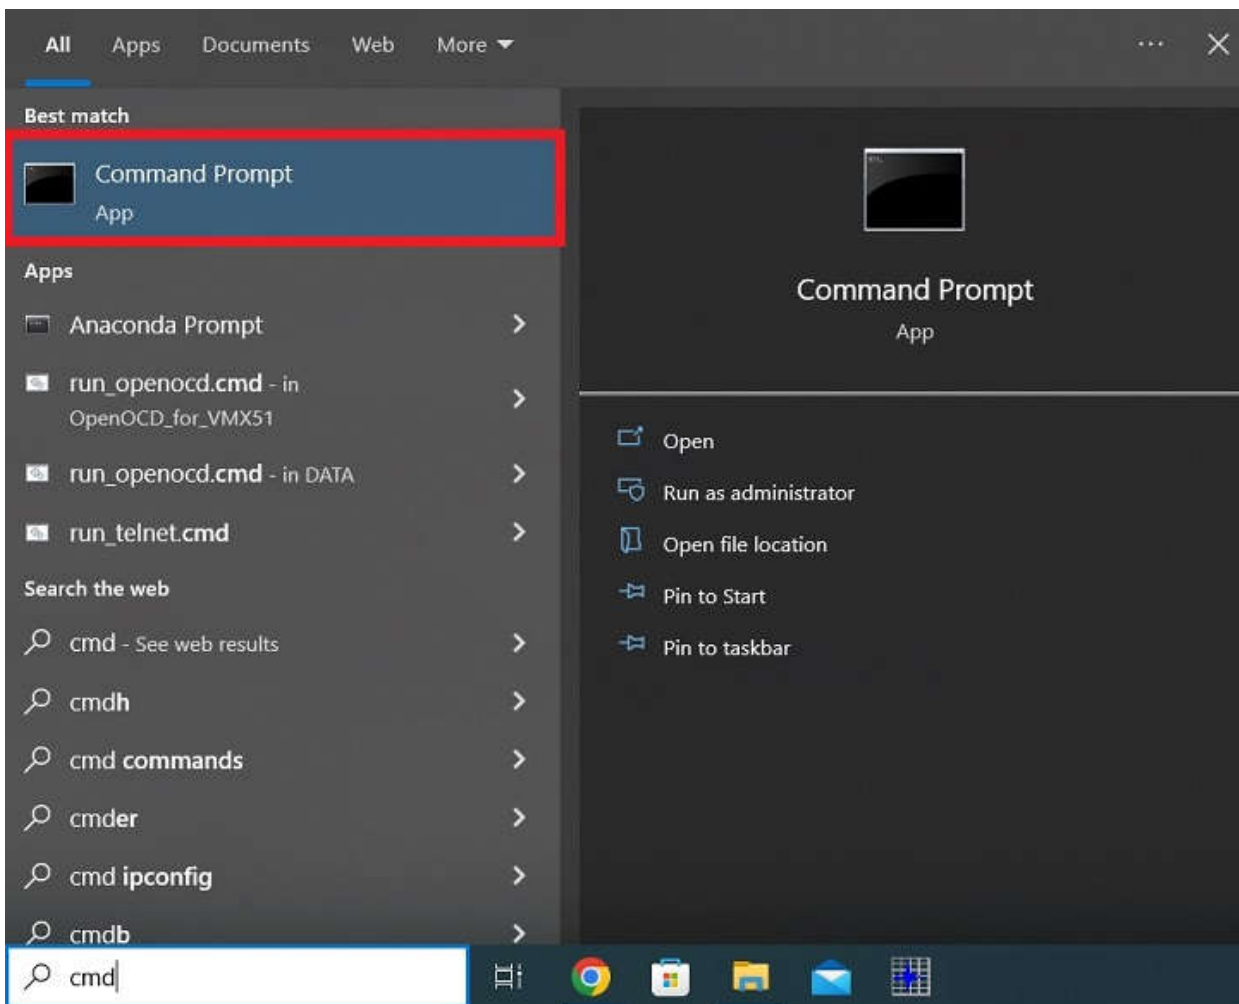 All Apps Documents Web More
Best match
Command Prompt
App
Apps
Anaconda Prompt
run_openocd.cmd - in
OpenOCD_for_VMX51
run_openocd.cmd - in DATA
run_telnet.cmd
Search the web
cmd - See web results
cmdh
cmd commands
cmder
cmd ipconfig
cmdb
cmd
Command Prompt
App
Open
Run as administrator
Open file location
Pin to Start
Pin to taskbar